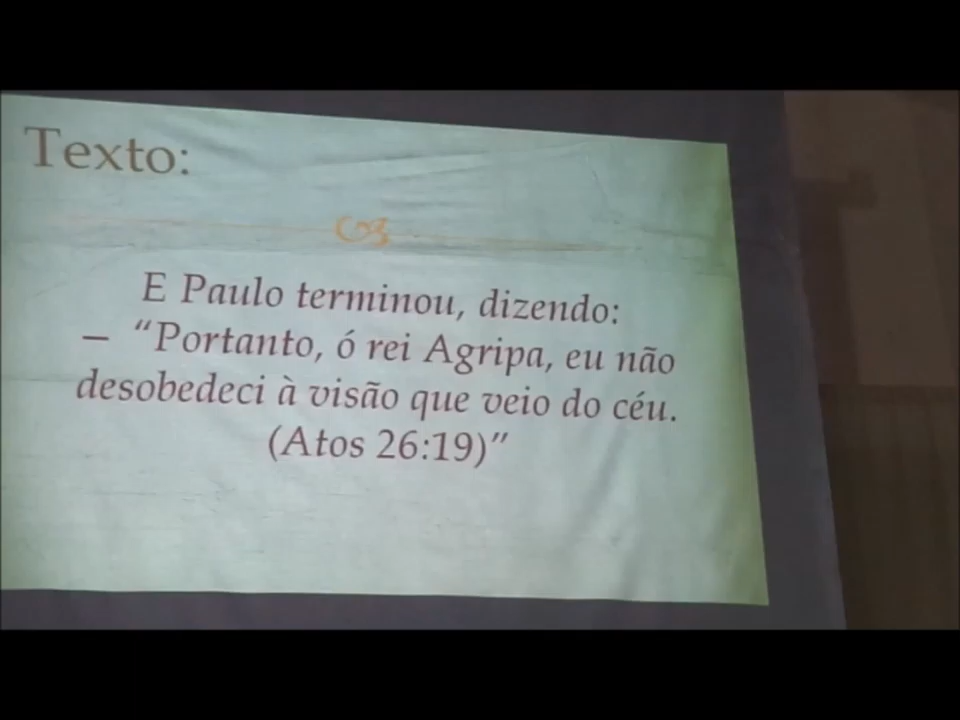 Texto:
E Paulo terminou, dizendo:
– “Portanto, ó rei Agripa, eu não
desobedeci à visão que veio do céu.
(Atos 26:19)”